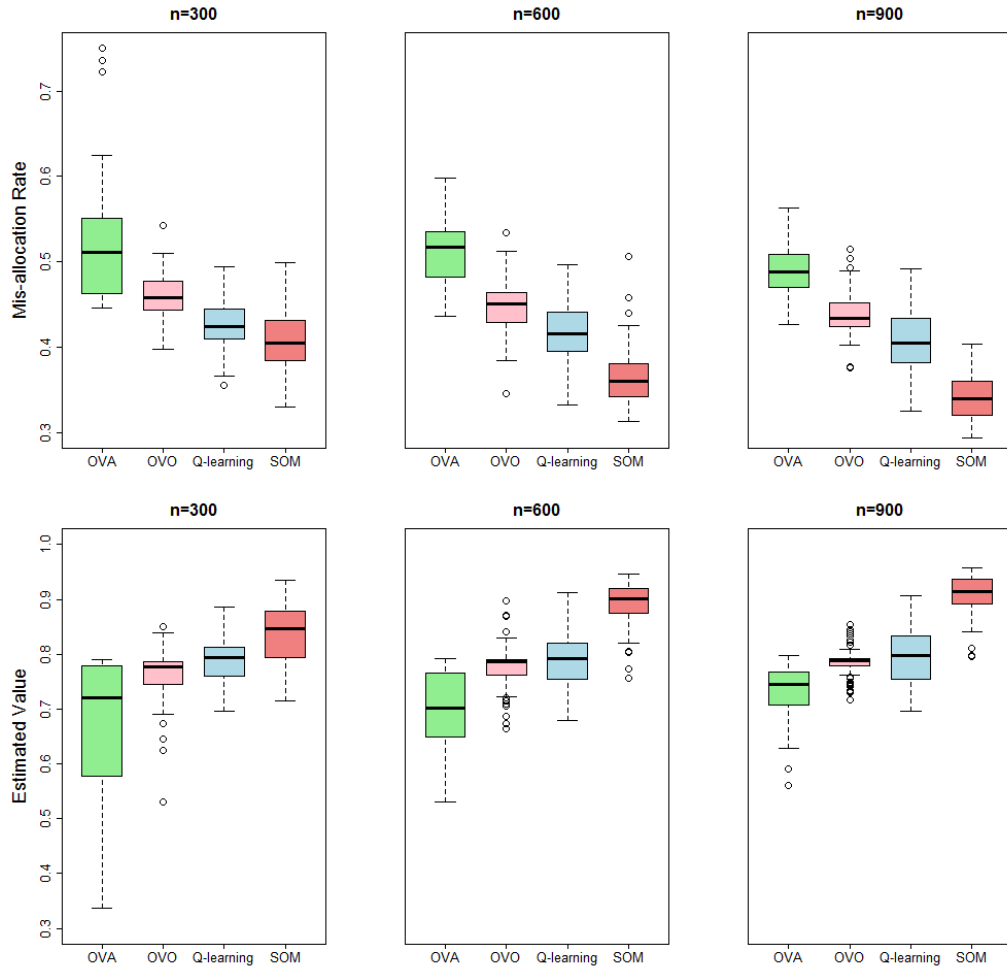 n=300 n=600 n=900
Mis-allocation Rate
0.7
0.6
0.5
0.4
0.3
OVA OVO Q-learning SOM OVA OVO Q-learning SOM OVA OVO Q-learning SOM
n=300 n=600 n=900
Estimated Value
1.0
0.9
0.8
0.7
0.6
0.5
0.4
0.3
OVA OVO Q-learning SOM OVA OVO Q-learning SOM OVA OVO Q-learning SOM